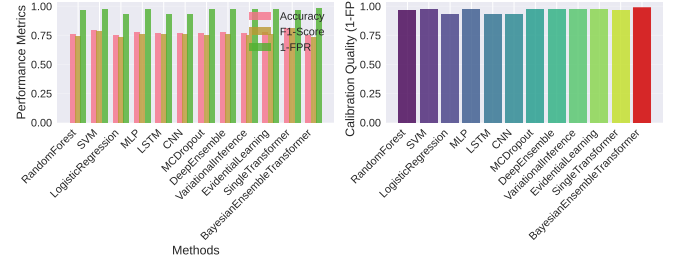 Performance Metrics
1.00
0.75
0.50
0.25
0.00
Accuracy
F1-Score
1-FPR
RandomForest
SVM
LogisticRegression
MLP
LSTM
CNN
MCDropout
DeepEnsemble
VariationalInference
EvidentialLearning
SingleTransformer
BayesianEnsembleTransformer
Methods
Calibration Quality (1-FP
1.00
0.75
0.50
0.25
0.00
RandomForest
SVM
LogisticRegression
MLP
LSTM
CNN
MCDropout
DeepEnsemble
VariationalInference
EvidentialLearning
SingleTransformer
BayesianEnsembleTransformer